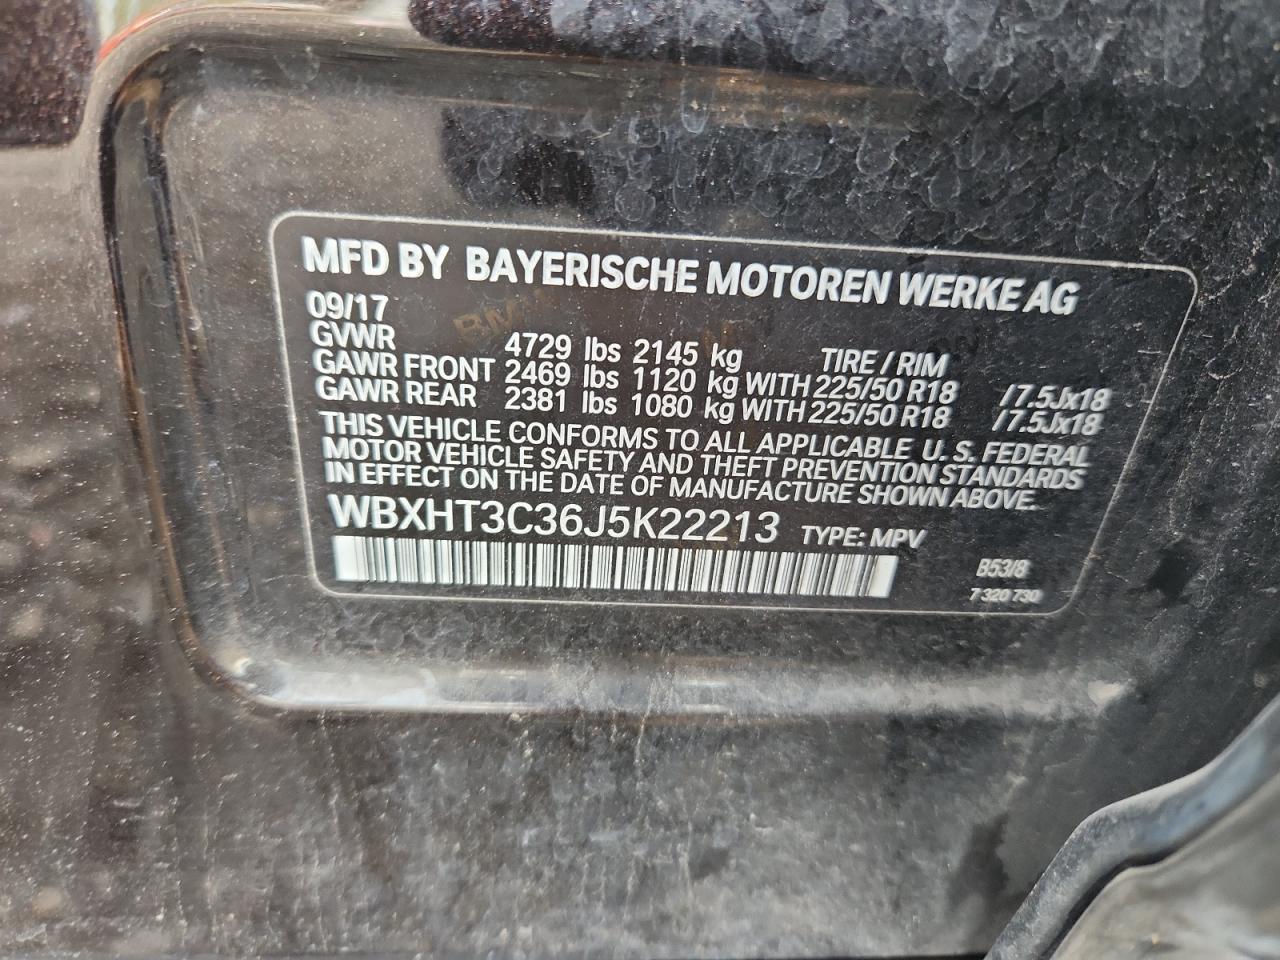 MFD BY BAYERISCHE MOTOREN WERKE AG
09/17
GVWR 4729 lbs 2145 kg TIRE / RIM
GAWR FRONT 2469 lbs 1120 kg WITH 225/50 R18 /7.5Jx18
GAWR REAR 2381 lbs 1080 kg WITH 225/50 R18 /7.5Jx18
THIS VEHICLE CONFORMS TO ALL APPLICABLE U. S. FEDERAL
MOTOR VEHICLE SAFETY AND THEFT PREVENTION STANDARDS
IN EFFECT ON THE DATE OF MANUFACTURE SHOWN ABOVE.
WBXHT3C36J5K22213 TYPE: MPV
B53/8
7 320 730